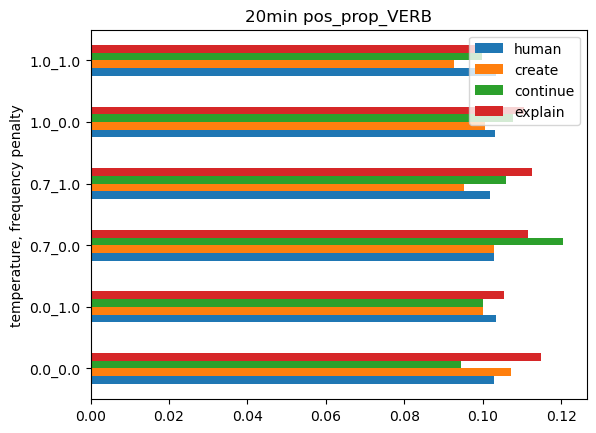 20min pos_prop_VERB
human
create
continue
explain
temperature, frequency penalty
1.0_1.0
1.0_0.0
0.7_1.0
0.7_0.0
0.0_1.0
0.0_0.0
0.00 0.02 0.04 0.06 0.08 0.10 0.12